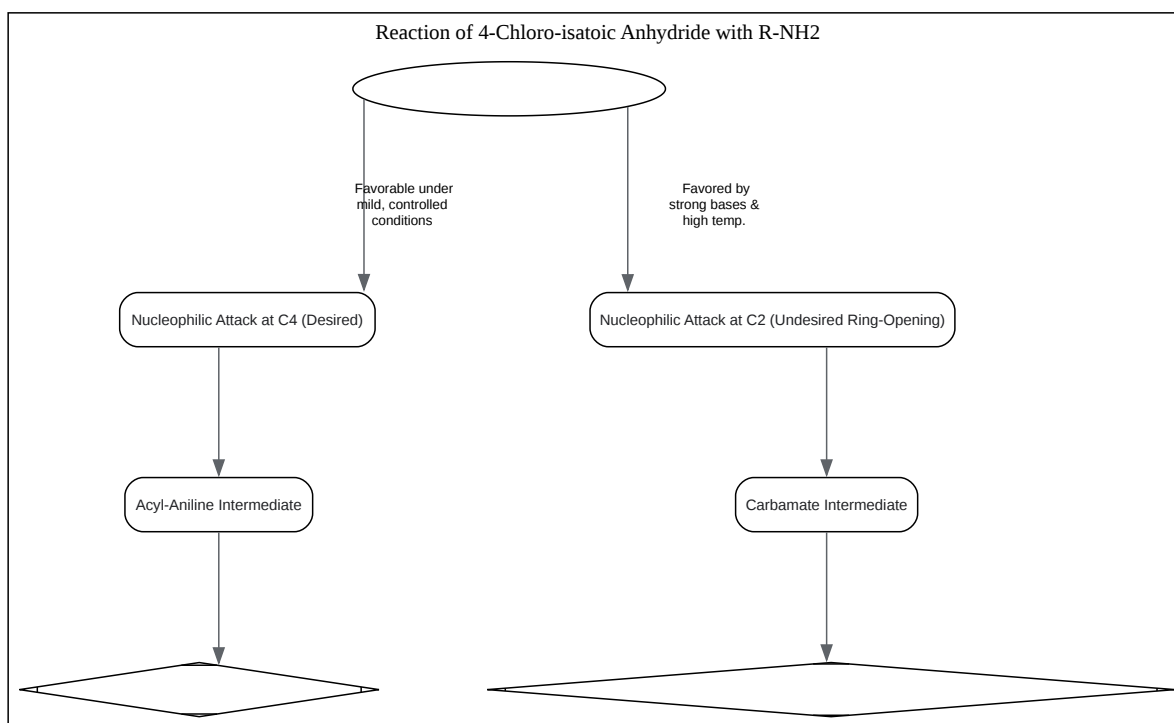 Reaction of 4-Chloro-isatoic Anhydride with R-NH2
Favorable under
mild, controlled
conditions
Favored by
strong bases &
high temp.
Nucleophilic Attack at C4 (Desired)
Nucleophilic Attack at C2 (Undesired Ring-Opening)
Acyl-Aniline Intermediate
Carbamate Intermediate